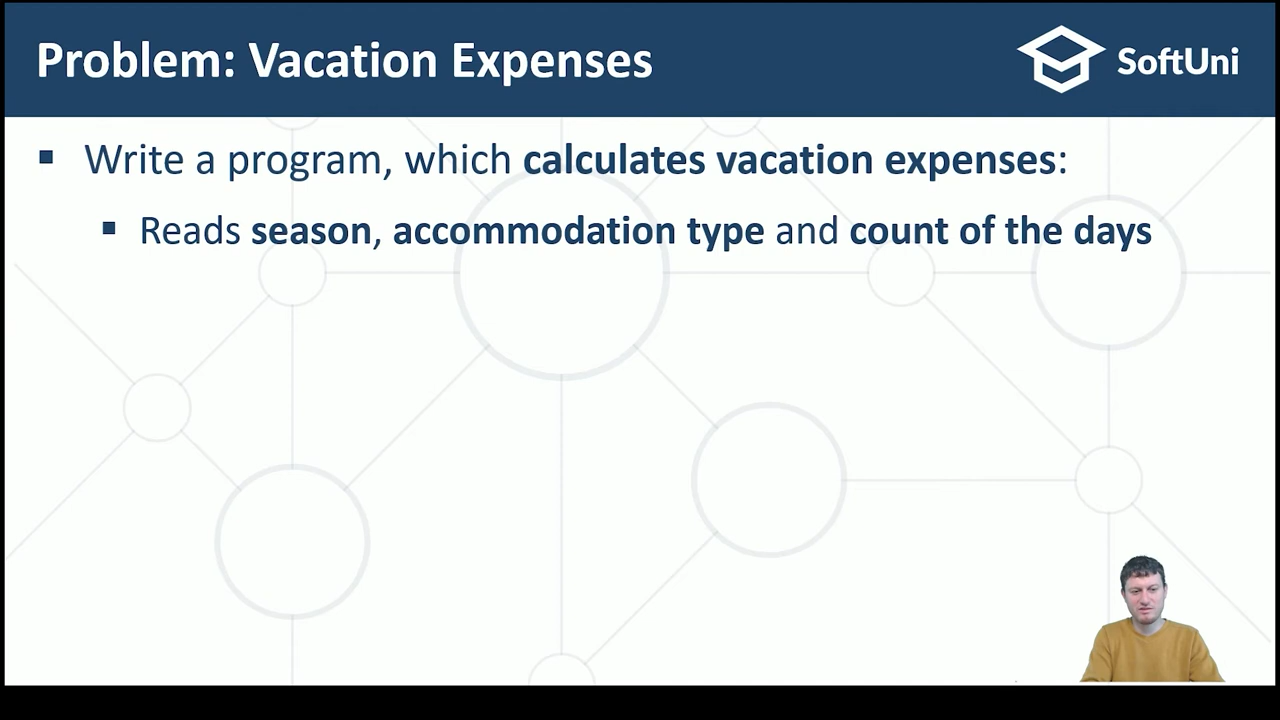 Problem: Vacation Expenses
SoftUni
Write a program, which calculates vacation expenses:
Reads season, accommodation type and count of the days